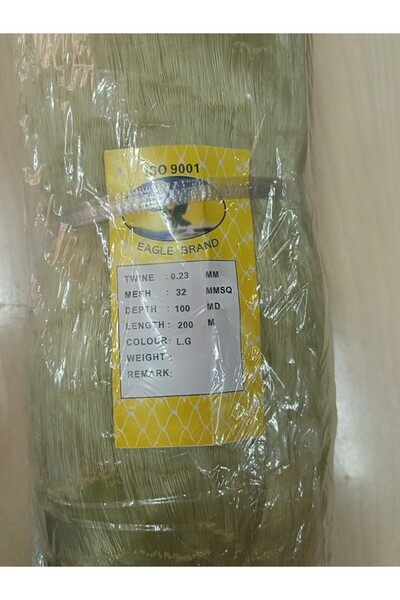 ISO 9001
EAGLE BRAND
TWINE : 0.23 MM
MESH : 32 MMSQ
DEPTH : 100 MD
LENGTH : 200 M
COLOUR: L.G
WEIGHT :
REMARK: